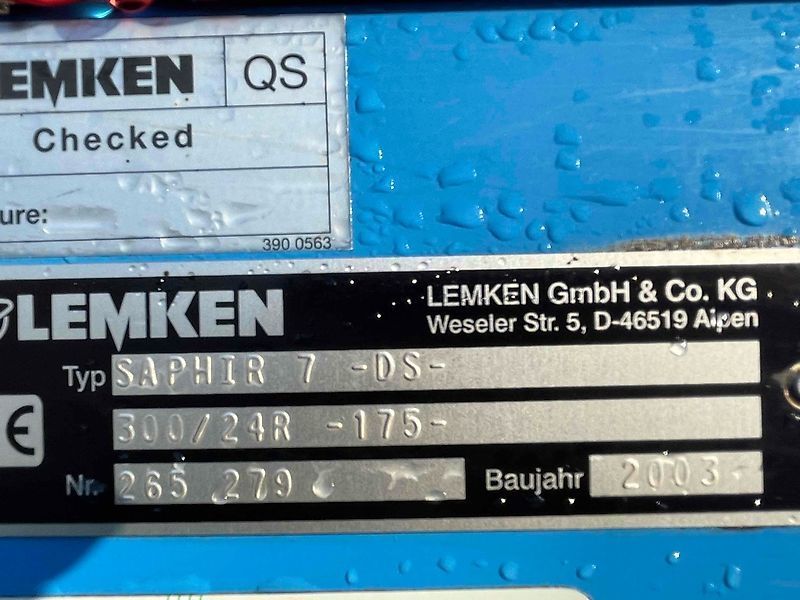 LEMKEN QS
Checked
ure:
390 0563
LEMKEN
LEMKEN GmbH & Co. KG
Weseler Str. 5, D-46519 Alpen
Typ SAPHIR 7 -DS-
CE
300/24R -175-
Nr. 265 279 Baujahr 2003